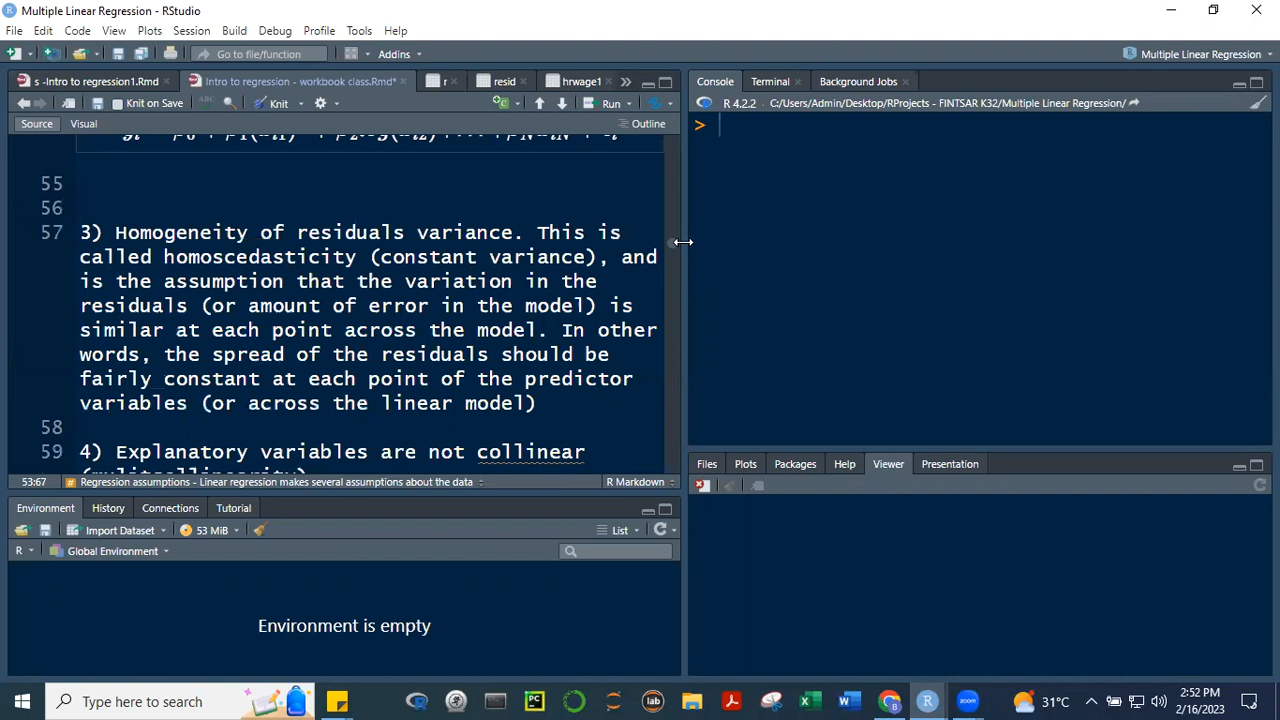 Multiple Linear Regression - RStudio
File Edit Code View Plots Session Build Debug Profile Tools Help
Go to file/function Addins Multiple Linear Regression
s -Intro to regression1.Rmd Intro to regression - workbook class.Rmd* r resid hrwage1
Knit on Save Knit Run
Source Visual Outline
55
56
57 3) Homogeneity of residuals variance. This is
called homoscedasticity (constant variance), and
is the assumption that the variation in the
residuals (or amount of error in the model) is
similar at each point across the model. In other
words, the spread of the residuals should be
fairly constant at each point of the predictor
variables (or across the linear model)
58
59 4) Explanatory variables are not collinear
53:67 Regression assumptions - Linear regression makes several assumptions about the data R Markdown
Environment History Connections Tutorial
Import Dataset 53 MiB List
R Global Environment
Environment is empty
Console Terminal Background Jobs
R 4.2.2 C:/Users/Admin/Desktop/RProjects - FINTSAR K32/Multiple Linear Regression/
>
Files Plots Packages Help Viewer Presentation
Type here to search 31°C 2:52 PM
2/16/2023